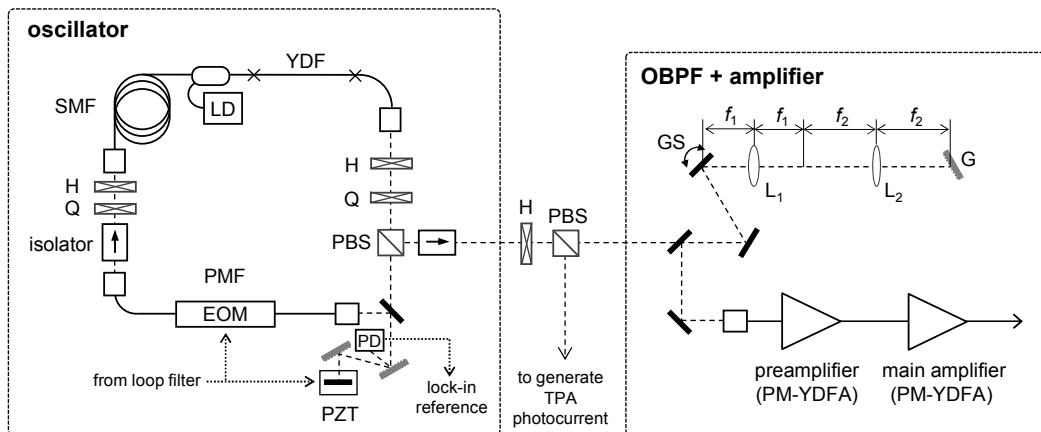 oscillator
YDF
SMF
LD
H
Q
isolator
H
Q
PBS
PMF
EOM
PD
from loop filter
PZT
lock-in
reference
H
PBS
to generate
TPA
photocurrent
OBPF + amplifier
f1 f1 f2 f2
GS
G
L1
L2
preamplifier
(PM-YDFA)
main amplifier
(PM-YDFA)